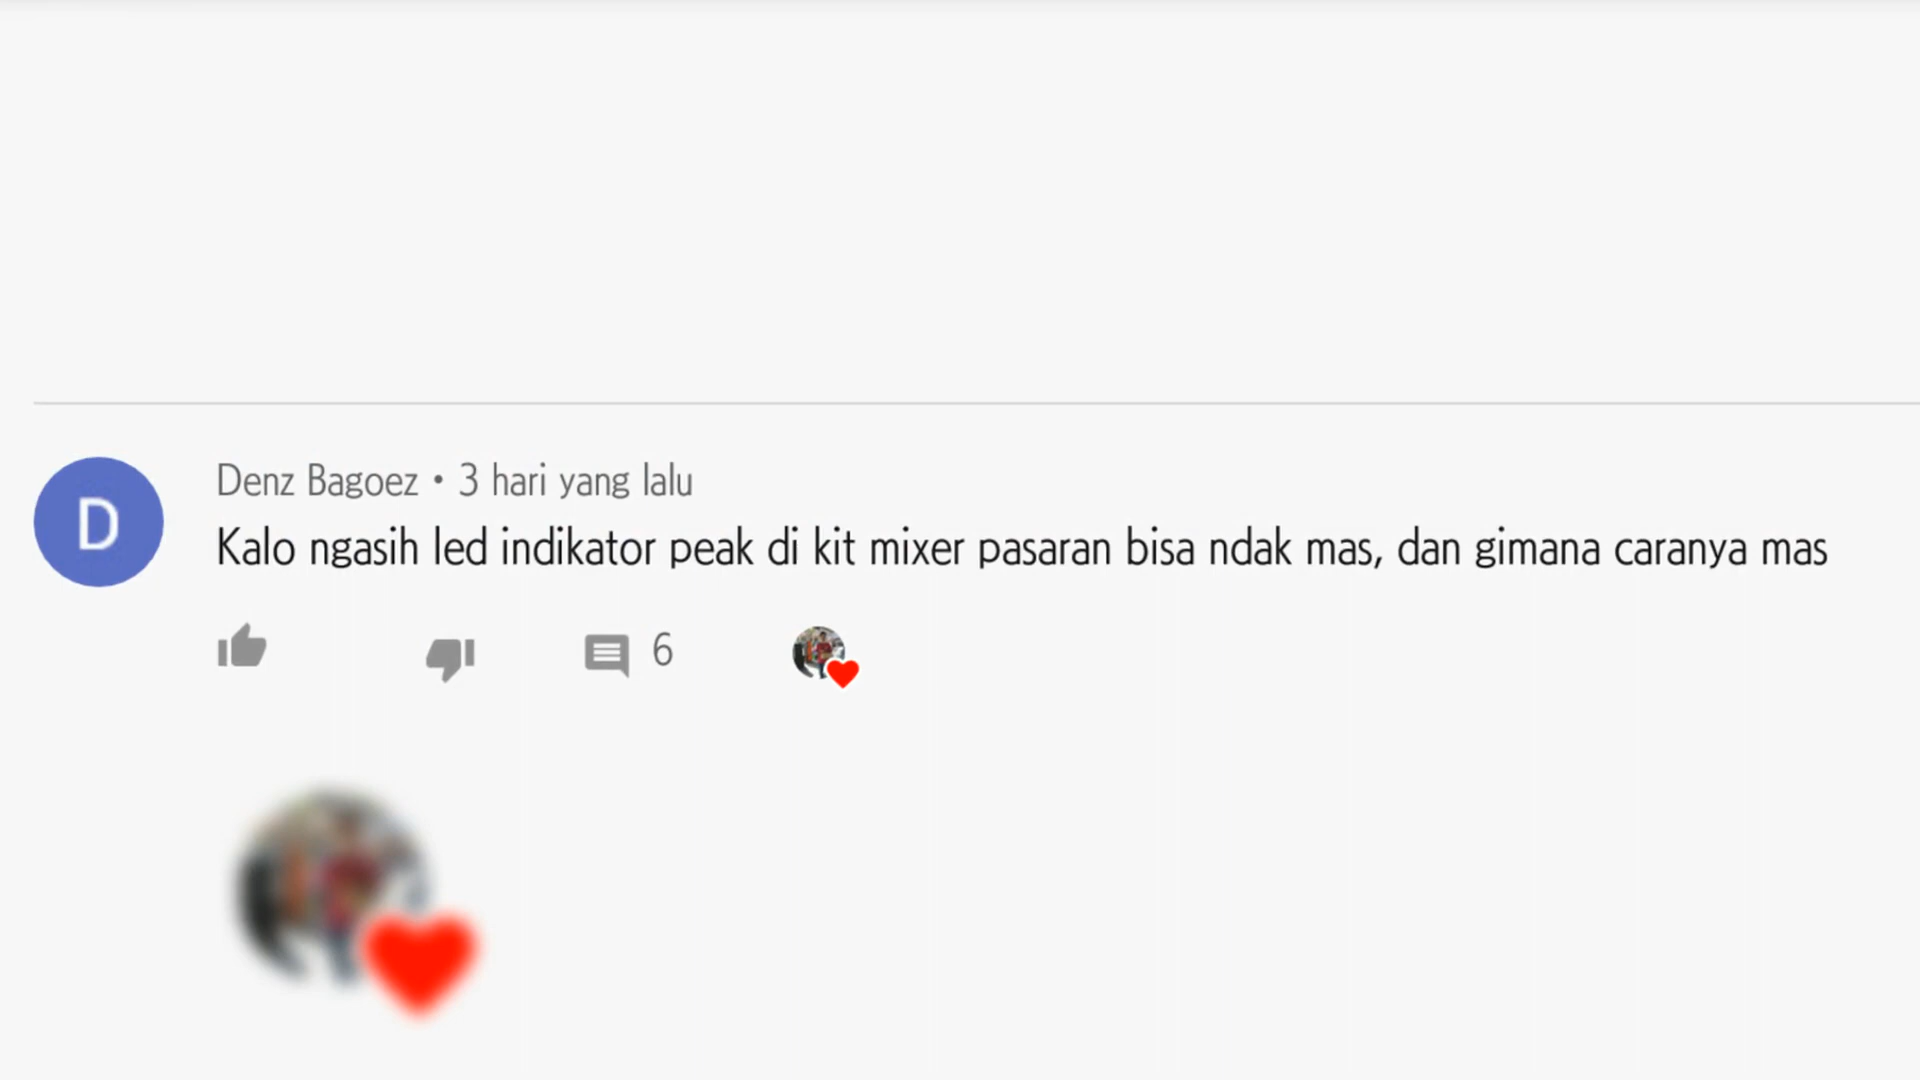 D
Denz Bagoez • 3 hari yang lalu
Kalo ngasih led indikator peak di kit mixer pasaran bisa ndak mas, dan gimana caranya mas
6